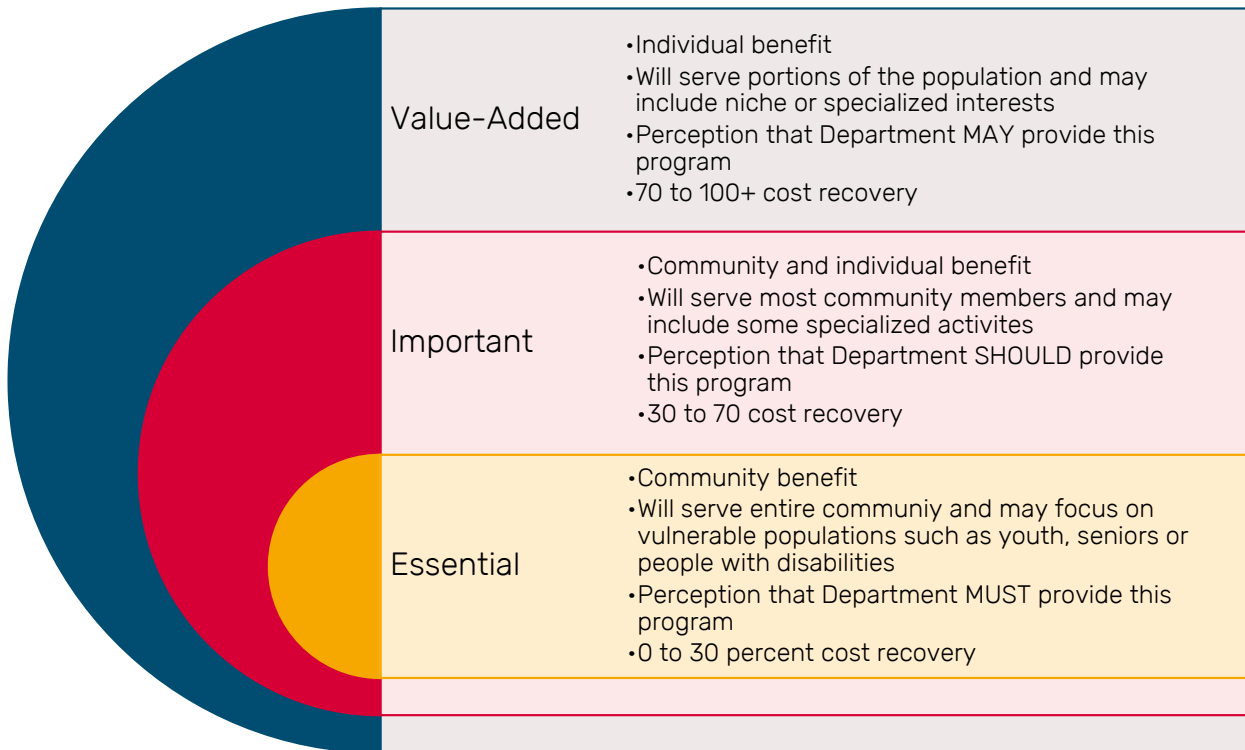 Value-Added
•Individual benefit
•Will serve portions of the population and may
include niche or specialized interests
•Perception that Department MAY provide this
program
•70 to 100+ cost recovery
Important
•Community and individual benefit
•Will serve most community members and may
include some specialized activites
•Perception that Department SHOULD provide
this program
•30 to 70 cost recovery
Essential
•Community benefit
•Will serve entire communiy and may focus on
vulnerable populations such as youth, seniors or
people with disabilities
•Perception that Department MUST provide this
program
•0 to 30 percent cost recovery